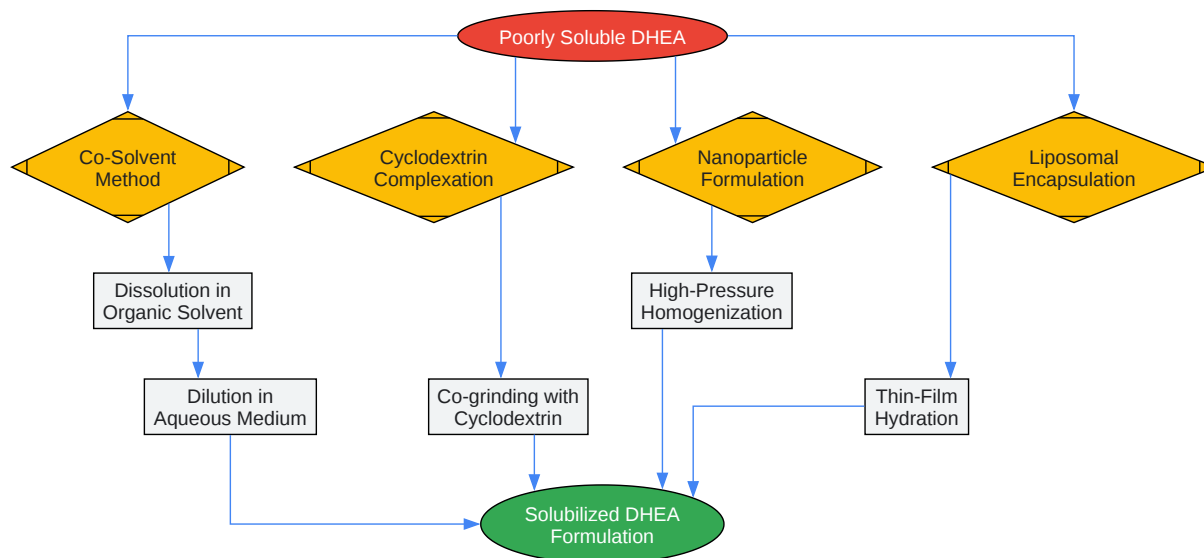 Poorly Soluble DHEA
Co-Solvent
Method
Cyclodextrin
Complexation
Nanoparticle
Formulation
Liposomal
Encapsulation
Dissolution in
Organic Solvent
High-Pressure
Homogenization
Dilution in
Aqueous Medium
Co-grinding with
Cyclodextrin
Thin-Film
Hydration
Solubilized DHEA
Formulation